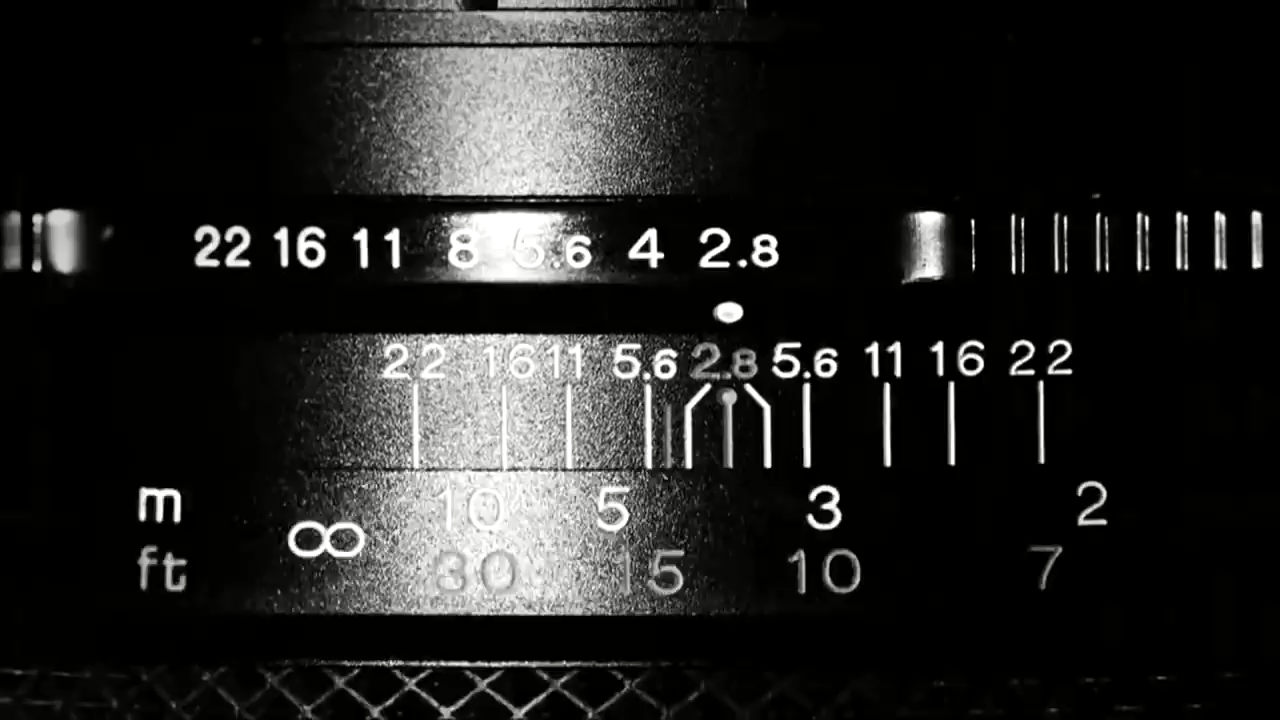 22 16 11 8 5.6 4 2.8
22 16 11 5.6 2.8 5.6 11 16 22
m 10 5 3 2
∞
ft 30 15 10 7